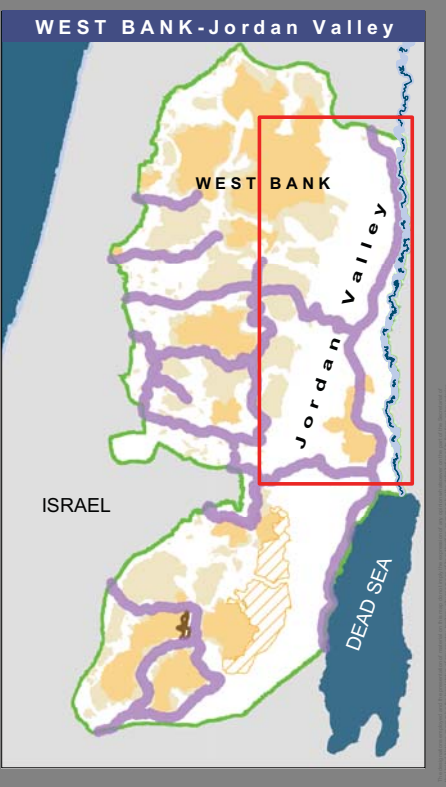 WEST BANK-Jordan Valley
WEST BANK
Jordan Valley
ISRAEL
DEAD SEA